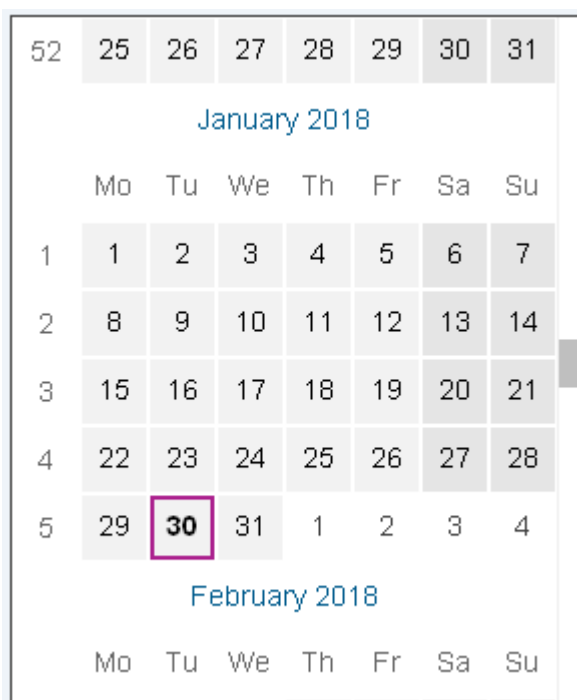 52 25 26 27 28 29 30 31
January 2018
Mo Tu We Th Fr Sa Su
1 1 2 3 4 5 6 7
2 8 9 10 11 12 13 14
3 15 16 17 18 19 20 21
4 22 23 24 25 26 27 28
5 29 30 31 1 2 3 4
February 2018
Mo Tu We Th Fr Sa Su